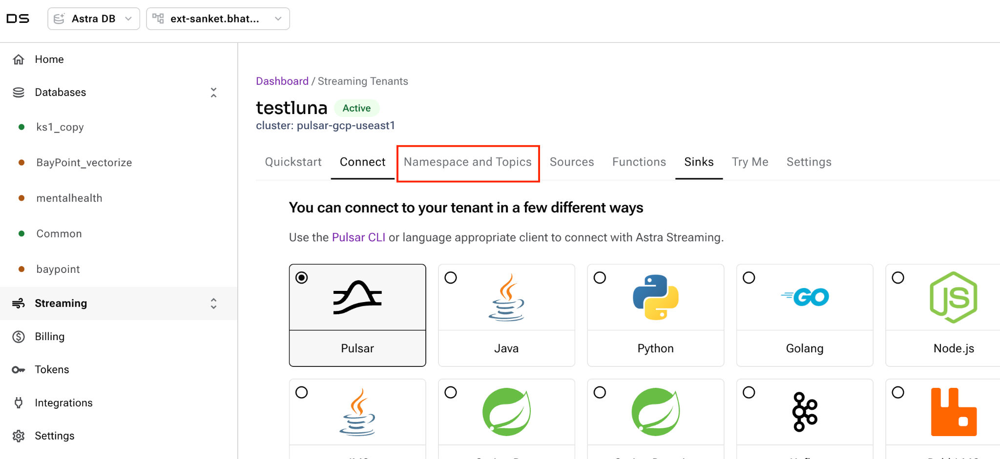 DS Astra DB ext-sanket.bhat...
Home
Databases
ks1_copy
BayPoint_vectorize
mentalhealth
Common
baypoint
Streaming
Billing
Tokens
Integrations
Settings
Dashboard / Streaming Tenants
testluna Active
cluster: pulsar-gcp-useast1
Quickstart Connect Namespace and Topics Sources Functions Sinks Try Me Settings
You can connect to your tenant in a few different ways
Use the Pulsar CLI or language appropriate client to connect with Astra Streaming.
GO JS
Pulsar Java Python Golang Node.js